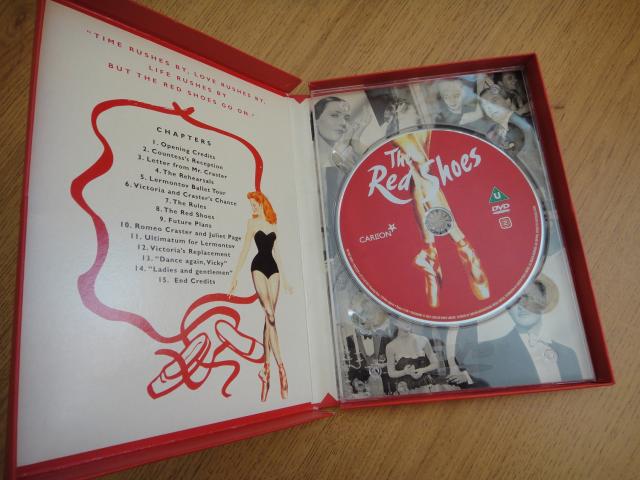 "TIME RUSHES BY, LOVE RUSHES BY,
LIFE RUSHES BY
BUT THE RED SHOES GO ON."
CHAPTERS
1. Opening Credits
2. Countess's Reception
3. Letter from Mr. Craster
4. The Rehearsals
5. Lermontov Ballet Tour
6. Victoria and Craster's Chance
7. The Rules
8. The Red Shoes
9. Future Plans
10. Romeo Craster and Juliet Page
11. Ultimatum for Lermontov
12. Victoria's Replacement
13. "Dance again, Vicky"
14. "Ladies and gentlemen"
15. End Credits
The
Red Shoes
U
DVD
2
CARLTON